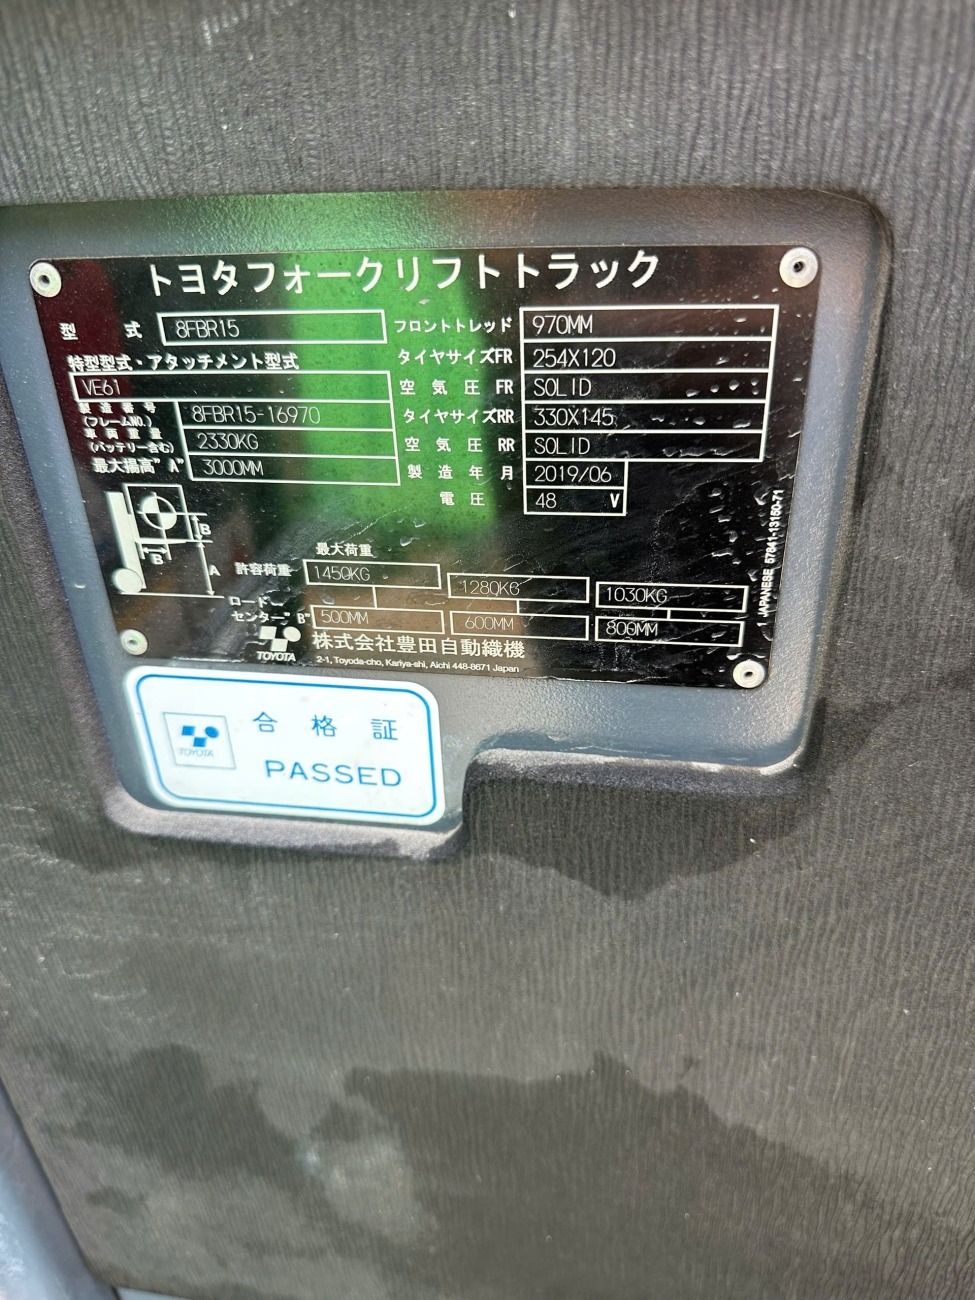 トヨタフォークリフトトラック
型 式 8FBR15
特型型式・アタッチメント型式
VE61
製造番号 (フレームNO.) 8FBR15-16970
車両重量 (バッテリー含む) 2330KG
最大揚高"A" 3000MM
フロントトレッド 970MM
タイヤサイズFR 254X120
空気圧 FR SOLID
タイヤサイズRR 330X145
空気圧 RR SOLID
製造年月 2019/06
電圧 48 V
B
B
A
最大荷重
許容荷重 1450KG 1280KG 1030KG
ロード
センター"B" 500MM 600MM 800MM
TOYOTA 株式会社豊田自動織機
2-1, Toyoda-cho, Kariya-shi, Aichi 448-8671 Japan
JAPANESE 57841-13160-71
合格証
TOYOTA
PASSED